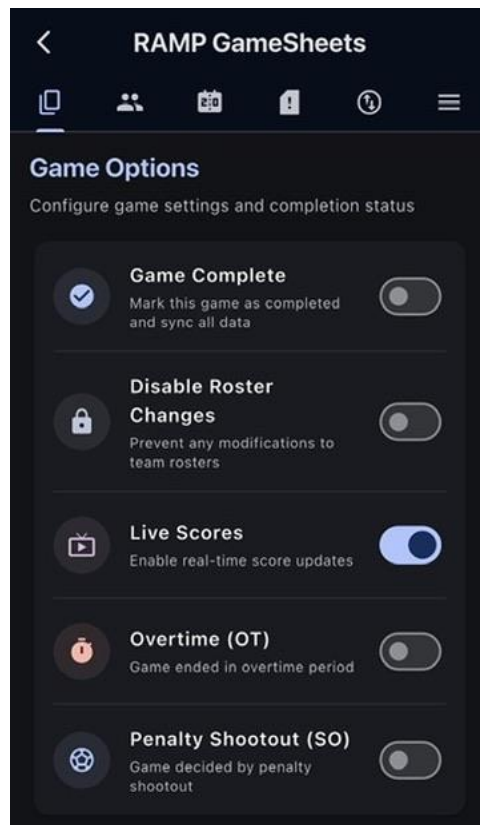 RAMP GameSheets
Game Options
Configure game settings and completion status
Game Complete
Mark this game as completed
and sync all data
Disable Roster
Changes
Prevent any modifications to
team rosters
Live Scores
Enable real-time score updates
Overtime (OT)
Game ended in overtime period
Penalty Shootout (SO)
Game decided by penalty
shootout